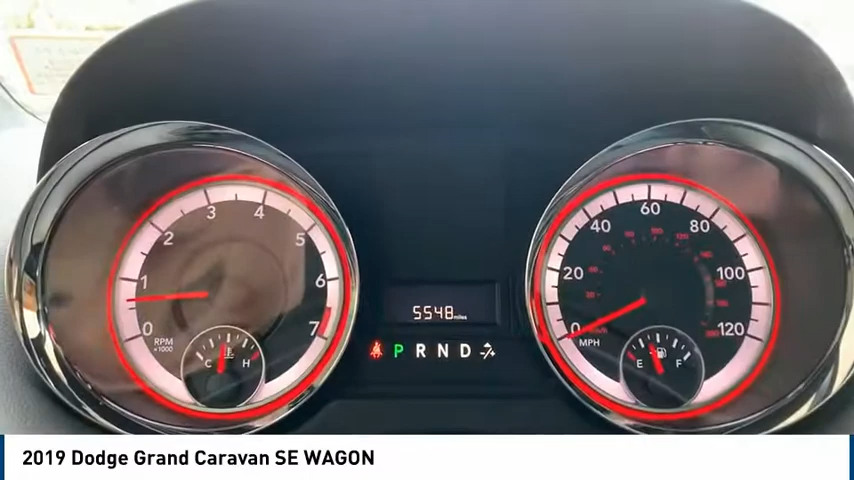 0 1 2 3 4 5 6 7
RPM
x1000
C H
5548 miles
P R N D
0 20 40 60 80 100 120
MPH
E F
2019 Dodge Grand Caravan SE WAGON